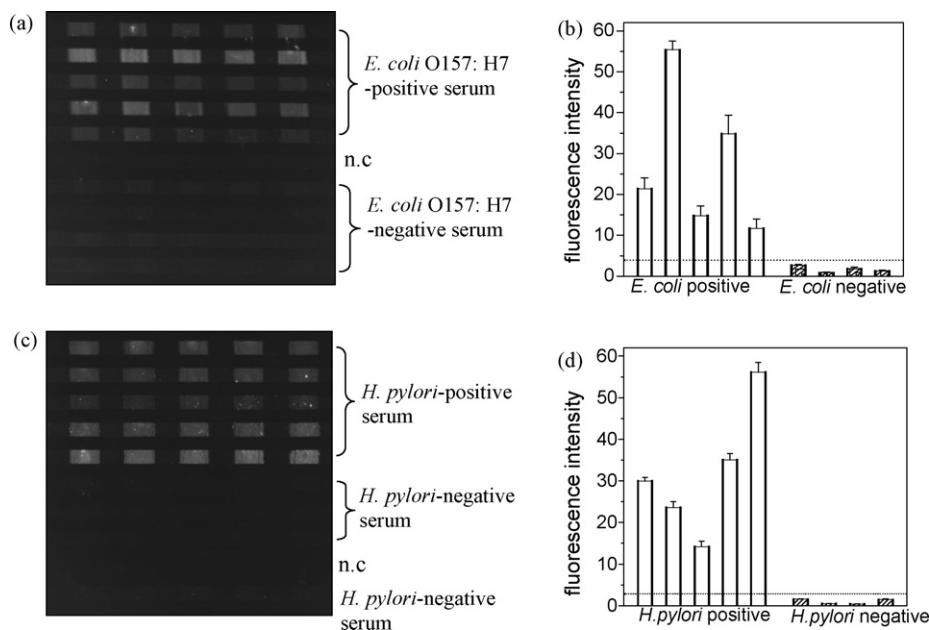 (a)
E. coli O157: H7
-positive serum
n.c
E. coli O157: H7
-negative serum
(b)
fluorescence intensity
60
50
40
30
20
10
0
E. coli positive
E. coli negative
(c)
H. pylori-positive
serum
H. pylori-negative
serum
n.c
H. pylori-negative
serum
(d)
fluorescence intensity
60
50
40
30
20
10
0
H.pylori positive
H.pylori negative